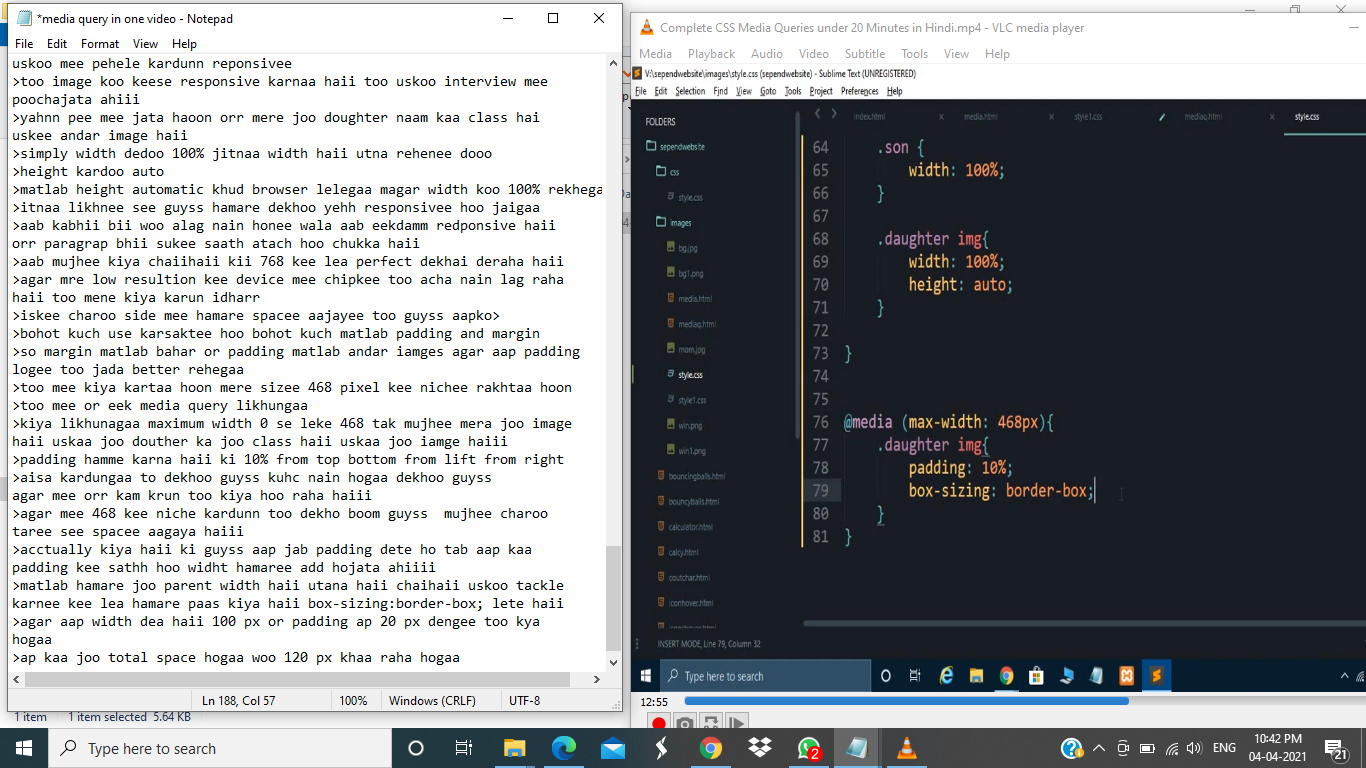 *media query in one video - Notepad
File Edit Format View Help
uskoo mee pehele kardunn reponsivee
>too image koo keese responsive karnaa haii too uskoo interview mee
poochajata ahiii
>yahnn pee mee jata haoon orr mere joo doughter naam kaa class hai
uskee andar image haii
>simply width dedoo 100% jitnaa width haii utna rehenee dooo
>height kardoo auto
>matlab height automatic khud browser lelegaa magar width koo 100% rekhega
>itnaa likhnee see guyss hamare dekhoo yehh responsivee hoo jaigaa
>aab kabhii bii woo alag nain honee wala aab eekdamm redponsive haii
orr paragrap bhii sukee saath atach hoo chukka haii
>aab mujhee kiya chaiihaii kii 768 kee lea perfect dekhai deraha haii
>agar mre low resultion kee device mee chipkee too acha nain lag raha
haii too mene kiya karun idharr
>iskee charoo side mee hamare spacee aajayee too guyss aapko>
>bohot kuch use karsaktee hoo bohot kuch matlab padding and margin
>so margin matlab bahar or padding matlab andar iamges agar aap padding
logee too jada better rehegaa
>too mee kiya kartaa hoon mere sizee 468 pixel kee nichee rakhtaa hoon
>too mee or eek media query likhungaa
>kiya likhunagaa maximum width 0 se leke 468 tak mujhee mera joo image
haii uskaa joo douther ka joo class haii uskaa joo iamge haiii
>padding hamme karna haii ki 10% from top bottom from lift from right
>aisa kardungaa to dekhoo guyss kuhc nain hogaa dekhoo guyss
agar mee orr kam krun too kiya hoo raha haiii
>agar mee 468 kee niche kardunn too dekho boom guyss  mujhee charoo
taree see spacee aagaya haiii
>acctually kiya haii ki guyss aap jab padding dete ho tab aap kaa
padding kee sathh hoo widht hamaree add hojata ahiiii
>matlab hamare joo parent width haii utana haii chaihaii uskoo tackle
karnee kee lea hamare paas kiya haii box-sizing:border-box; lete haii
>agar aap width dea haii 100 px or padding ap 20 px dengee too kya
hogaa
>ap kaa joo total space hogaa woo 120 px khaa raha hogaa
Ln 188, Col 57 100% Windows (CRLF) UTF-8
1 item 1 item selected 5.64 KB
Complete CSS Media Queries under 20 Minutes in Hindi.mp4 - VLC media player
Media Playback Audio Video Subtitle Tools View Help
V:\sependwebsite\images\style.css (sependwebsite) - Sublime Text (UNREGISTERED)
File Edit Selection Find View Goto Tools Project Preferences Help
FOLDERS
sependwebsite
css
style.css
images
bg.jpg
bg1.png
media.html
mediaq.html
mom.jpg
style.css
style1.css
win.png
win1.png
bouncingballs.html
bouncyballs.html
calculator.html
calcy.html
coutchar.html
iconhover.html
index.html media.html style1.css mediaq.html style.css
64 .son {
65 width: 100%;
66 }
67
68 .daughter img{
69 width: 100%;
70 height: auto;
71 }
72
73 }
74
75
76 @media (max-width: 468px){
77 .daughter img{
78 padding: 10%;
79 box-sizing: border-box;
80 }
81 }
INSERT MODE, Line 79, Column 32
Type here to search
12:55
Type here to search
2
ENG
10:42 PM
04-04-2021
21